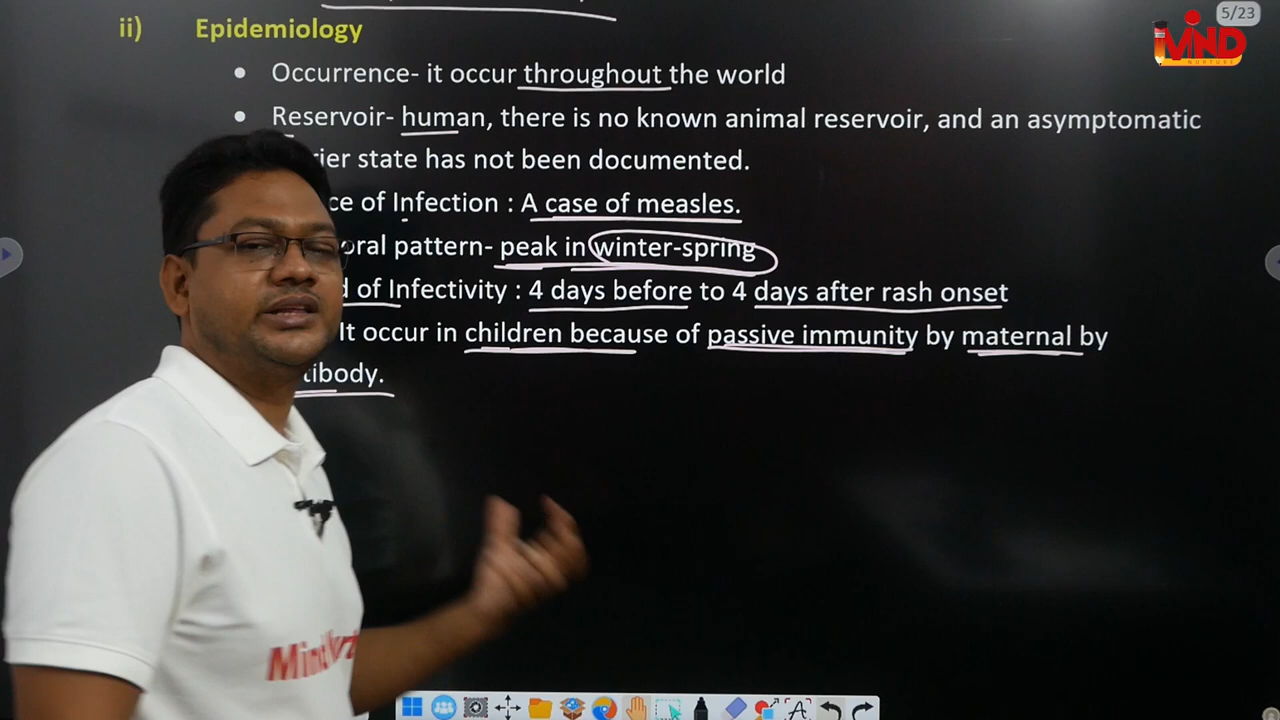 5/23
MIND
NURTURE
ii) Epidemiology
• Occurrence- it occur throughout the world
• Reservoir- human, there is no known animal reservoir, and an asymptomatic
rier state has not been documented.
ce of Infection : A case of measles.
oral pattern- peak in winter-spring
d of Infectivity : 4 days before to 4 days after rash onset
It occur in children because of passive immunity by maternal by
tibody.